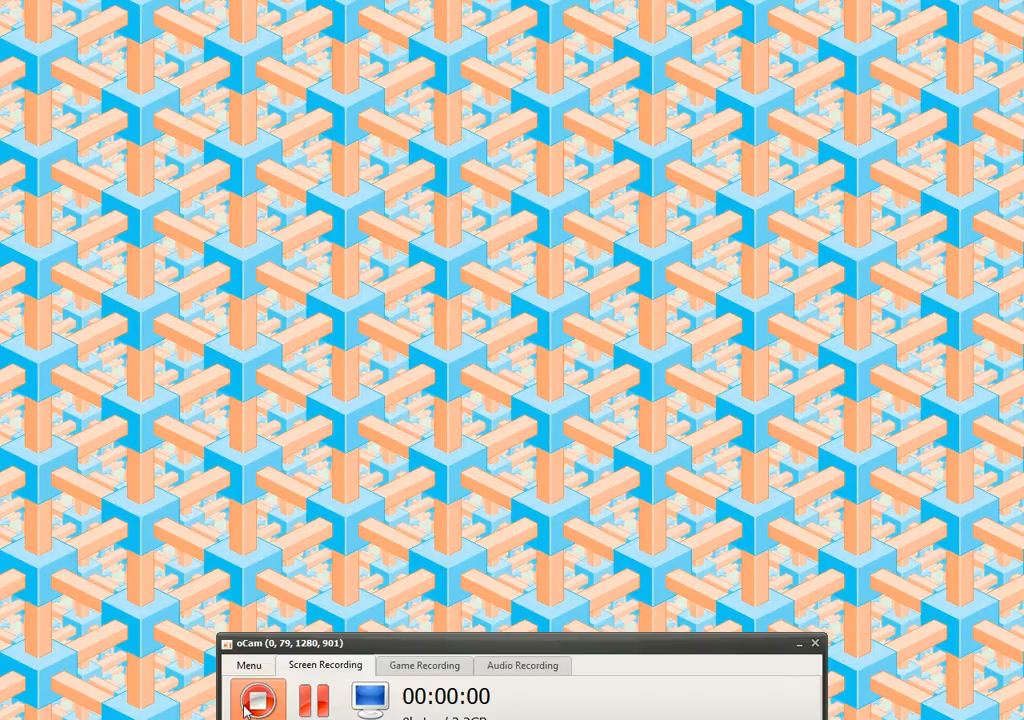 oCam (0, 79, 1280, 901)
Menu
Screen Recording
Game Recording
Audio Recording
00:00:00